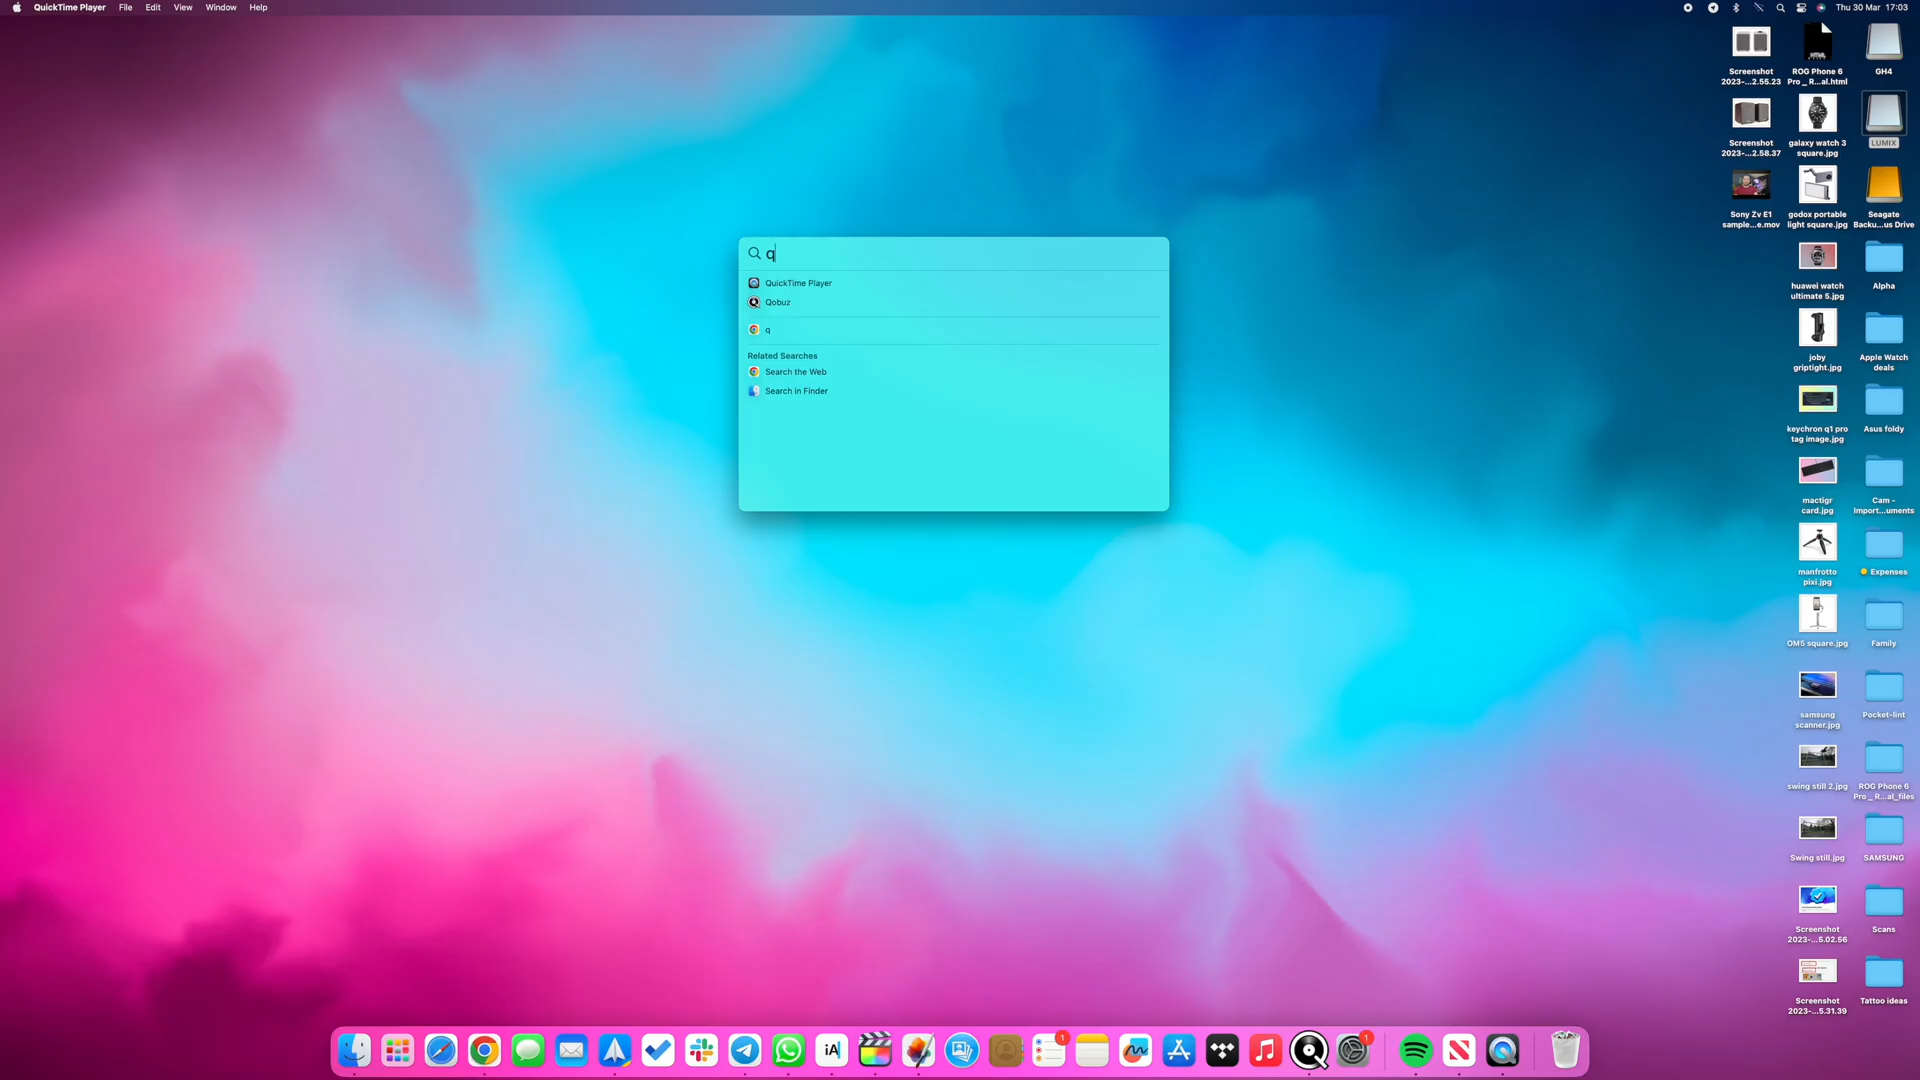 QuickTime Player File Edit View Window Help
Thu 30 Mar 17:03
q
QuickTime Player
Qobuz
q
Related Searches
Search the Web
Search in Finder
Screenshot
2023-...2.55.23
ROG Phone 6
Pro _ R...al.html
GH4
Screenshot
2023-...2.58.37
galaxy watch 3
square.jpg
LUMIX
Sony Zv E1
sample...e.mov
godox portable
light square.jpg
Seagate
Backu...us Drive
huawei watch
ultimate 5.jpg
Alpha
joby
griptight.jpg
Apple Watch
deals
keychron q1 pro
tag image.jpg
Asus foldy
mactigr
card.jpg
Cam -
Import...uments
manfrotto
pixi.jpg
Expenses
OM5 square.jpg
Family
samsung
scanner.jpg
Pocket-lint
swing still 2.jpg
ROG Phone 6
Pro _ R...al_files
Swing still.jpg
SAMSUNG
Screenshot
2023-...5.02.56
Scans
Screenshot
2023-...5.31.39
Tattoo ideas
iA
1
1